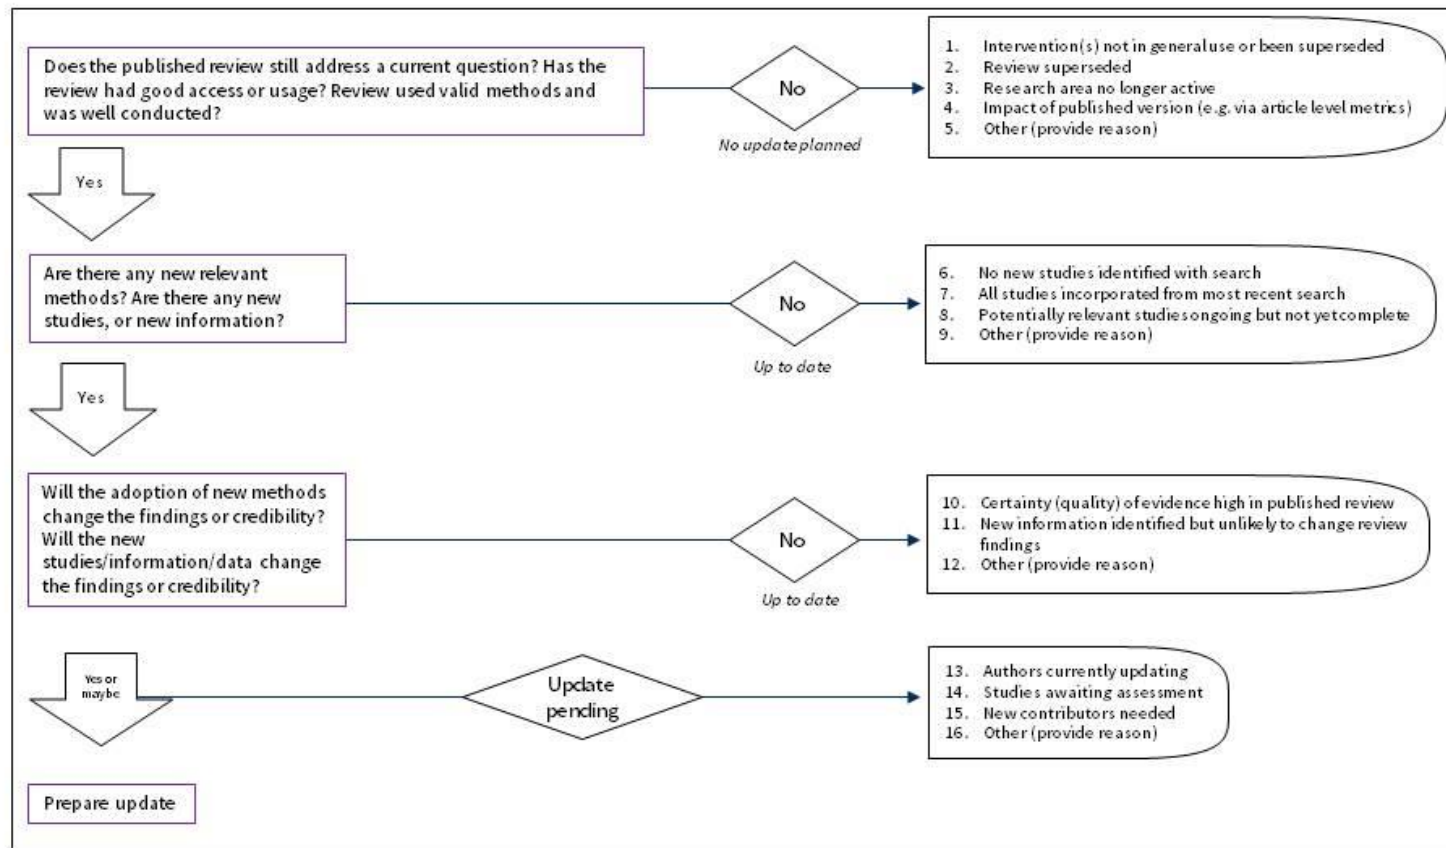 Does the published review still address a current question? Has the
review had good access or usage? Review used valid methods and
was well conducted?
No
No update planned
1. Intervention(s) not in general use or been superseded
2. Review superseded
3. Research area no longer active
4. Impact of published version (e.g. via article level metrics)
5. Other (provide reason)
Yes
Are there any new relevant
methods? Are there any new
studies, or new information?
No
Up to date
6. No new studies identified with search
7. All studies incorporated from most recent search
8. Potentially relevant studies ongoing but not yet complete
9. Other (provide reason)
Yes
Will the adoption of new methods
change the findings or credibility?
Will the new
studies/information/data change
the findings or credibility?
No
Up to date
10. Certainty (quality) of evidence high in published review
11. New information identified but unlikely to change review
findings
12. Other (provide reason)
Yes or
maybe
Update
pending
13. Authors currently updating
14. Studies awaiting assessment
15. New contributors needed
16. Other (provide reason)
Prepare update